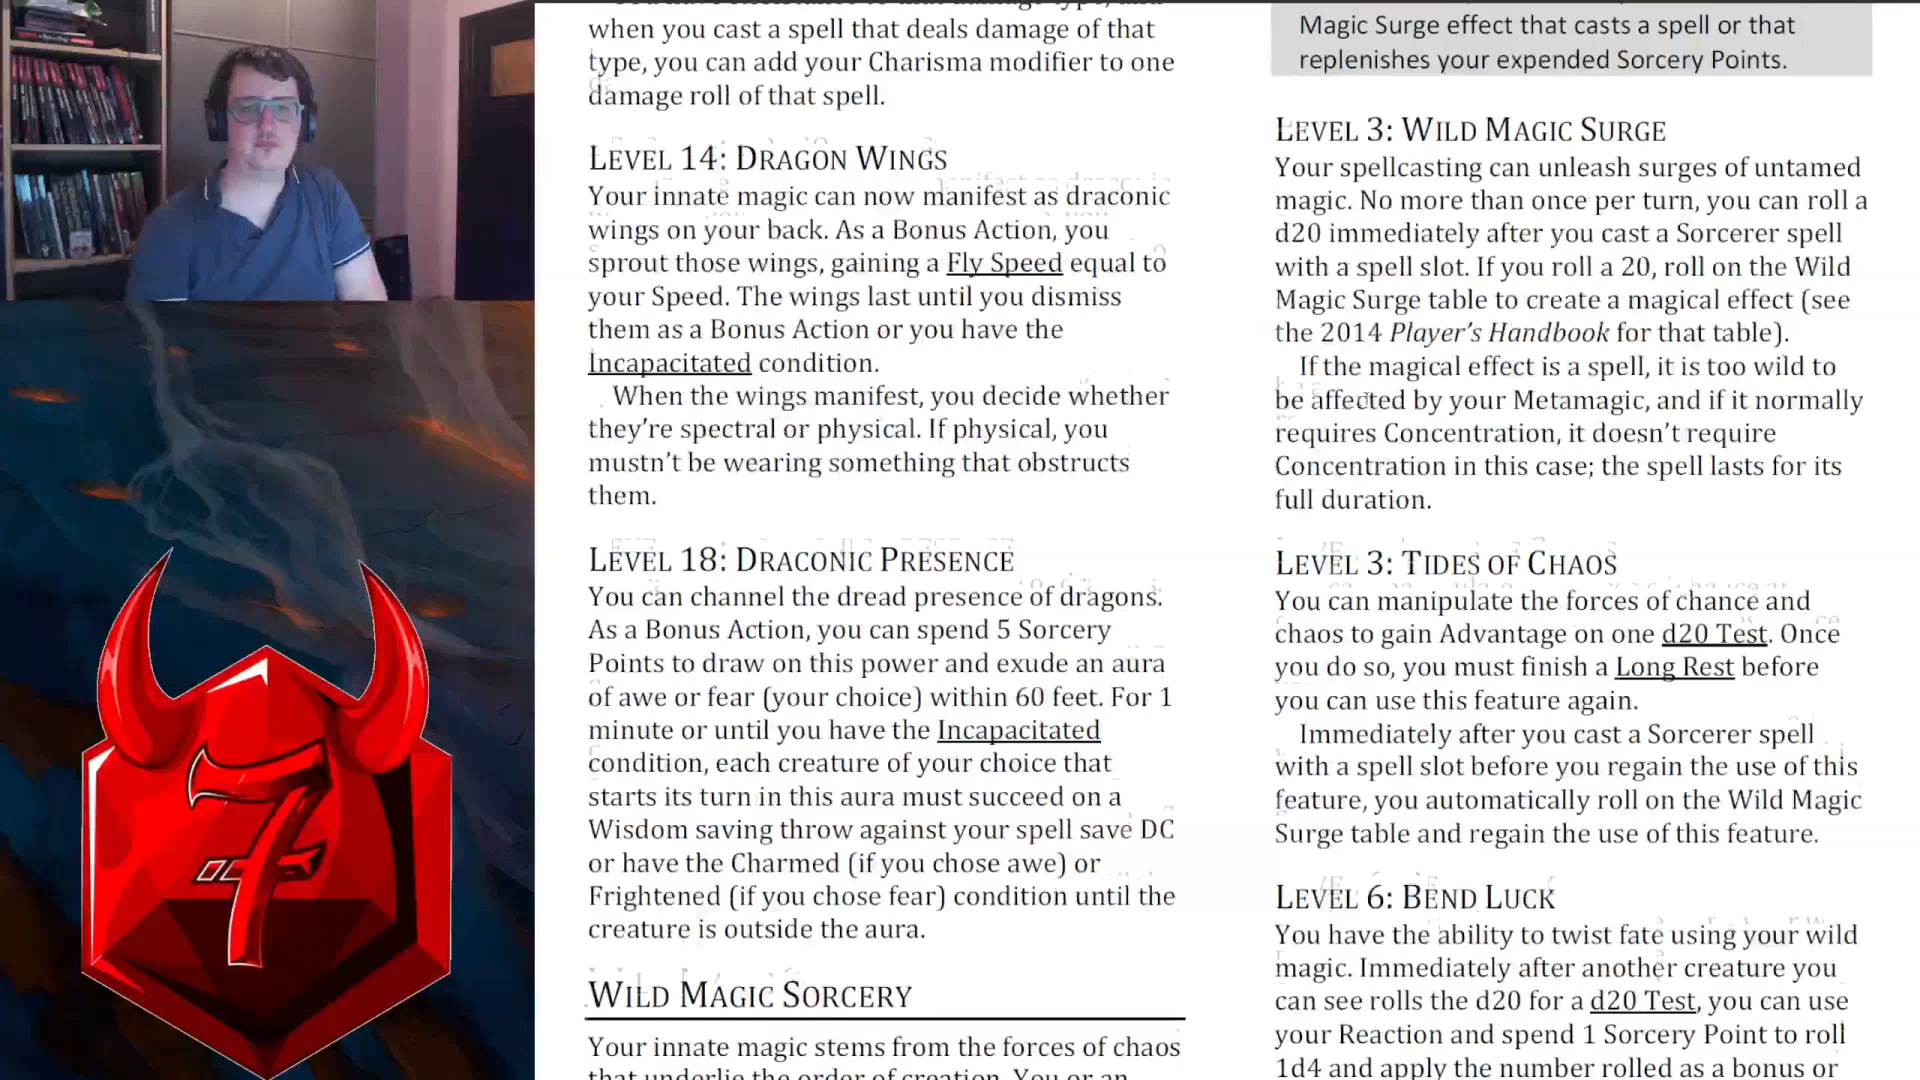 when you cast a spell that deals damage of that
type, you can add your Charisma modifier to one
damage roll of that spell.
LEVEL 14: DRAGON WINGS
Your innate magic can now manifest as draconic
wings on your back. As a Bonus Action, you
sprout those wings, gaining a Fly Speed equal to
your Speed. The wings last until you dismiss
them as a Bonus Action or you have the
Incapacitated condition.
When the wings manifest, you decide whether
they're spectral or physical. If physical, you
mustn't be wearing something that obstructs
them.
LEVEL 18: DRACONIC PRESENCE
You can channel the dread presence of dragons.
As a Bonus Action, you can spend 5 Sorcery
Points to draw on this power and exude an aura
of awe or fear (your choice) within 60 feet. For 1
minute or until you have the Incapacitated
condition, each creature of your choice that
starts its turn in this aura must succeed on a
Wisdom saving throw against your spell save DC
or have the Charmed (if you chose awe) or
Frightened (if you chose fear) condition until the
creature is outside the aura.
WILD MAGIC SORCERY
Your innate magic stems from the forces of chaos
that underlie the order of creation. You or an
Magic Surge effect that casts a spell or that
replenishes your expended Sorcery Points.
LEVEL 3: WILD MAGIC SURGE
Your spellcasting can unleash surges of untamed
magic. No more than once per turn, you can roll a
d20 immediately after you cast a Sorcerer spell
with a spell slot. If you roll a 20, roll on the Wild
Magic Surge table to create a magical effect (see
the 2014 Player's Handbook for that table).
If the magical effect is a spell, it is too wild to
be affected by your Metamagic, and if it normally
requires Concentration, it doesn't require
Concentration in this case; the spell lasts for its
full duration.
LEVEL 3: TIDES OF CHAOS
You can manipulate the forces of chance and
chaos to gain Advantage on one d20 Test. Once
you do so, you must finish a Long Rest before
you can use this feature again.
Immediately after you cast a Sorcerer spell
with a spell slot before you regain the use of this
feature, you automatically roll on the Wild Magic
Surge table and regain the use of this feature.
LEVEL 6: BEND LUCK
You have the ability to twist fate using your wild
magic. Immediately after another creature you
can see rolls the d20 for a d20 Test, you can use
your Reaction and spend 1 Sorcery Point to roll
1d4 and apply the number rolled as a bonus or
7